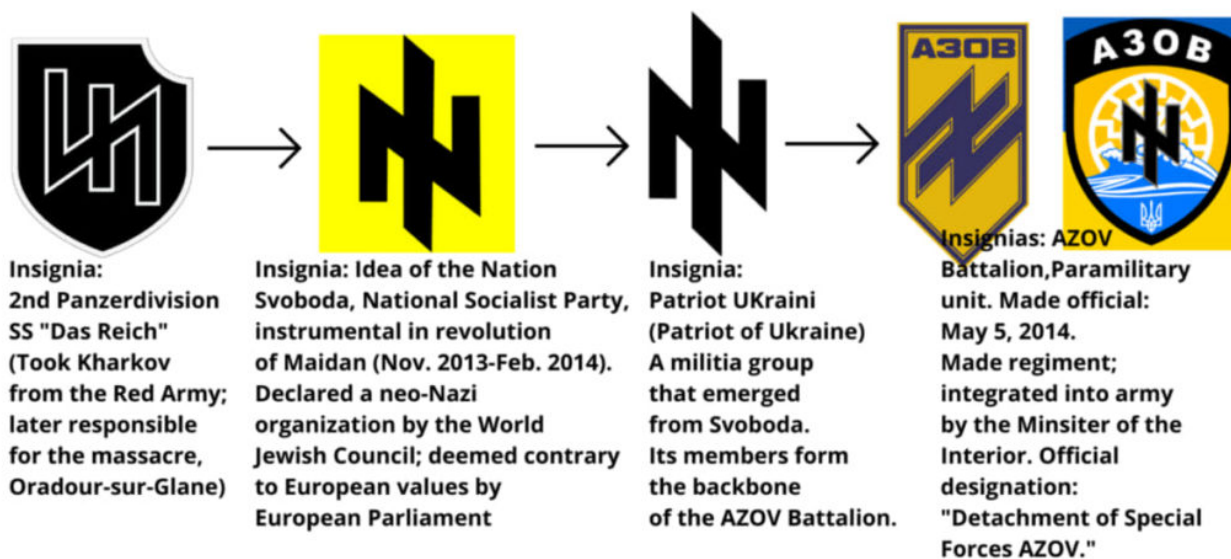 АЗОВ
АЗОВ
Insignia:
2nd Panzerdivision
SS "Das Reich"
(Took Kharkov
from the Red Army;
later responsible
for the massacre,
Oradour-sur-Glane)
Insignia: Idea of the Nation
Svoboda, National Socialist Party,
instrumental in revolution
of Maidan (Nov. 2013-Feb. 2014).
Declared a neo-Nazi
organization by the World
Jewish Council; deemed contrary
to European values by
European Parliament
Insignia:
Patriot UKraini
(Patriot of Ukraine)
A militia group
that emerged
from Svoboda.
Its members form
the backbone
of the AZOV Battalion.
Insignias: AZOV
Battalion,Paramilitary
unit. Made official:
May 5, 2014.
Made regiment;
integrated into army
by the Minsiter of the
Interior. Official
designation:
"Detachment of Special
Forces AZOV."